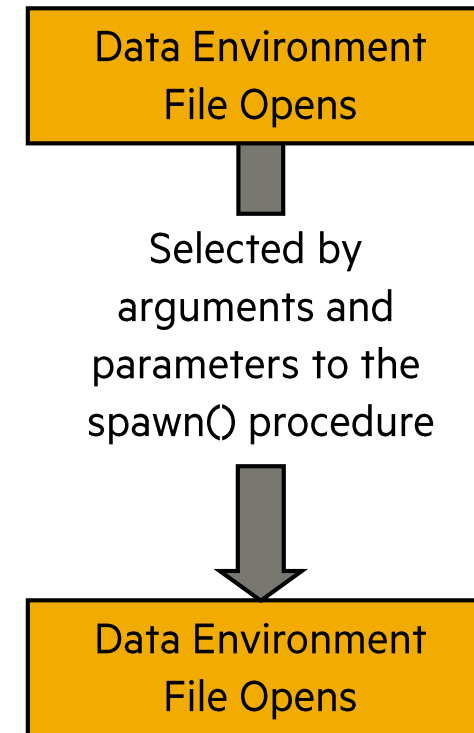 Data Environment
File Opens
Selected by
arguments and
parameters to the
spawn() procedure
Data Environment
File Opens